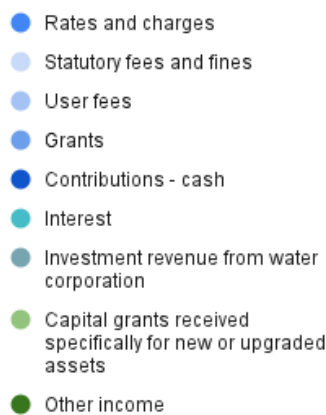 Rates and charges
Statutory fees and fines
User fees
Grants
Contributions - cash
Interest
Investment revenue from water
corporation
Capital grants received
specifically for new or upgraded
assets
Other income